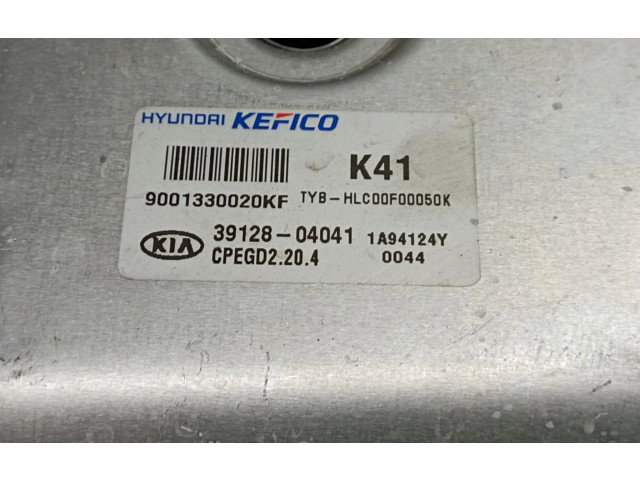 HYUNDAI KEFICO
K41
9001330020KF TYB-HLC00F00050K
KIA 39128-04041 1A94124Y
CPEGD2.20.4 0044